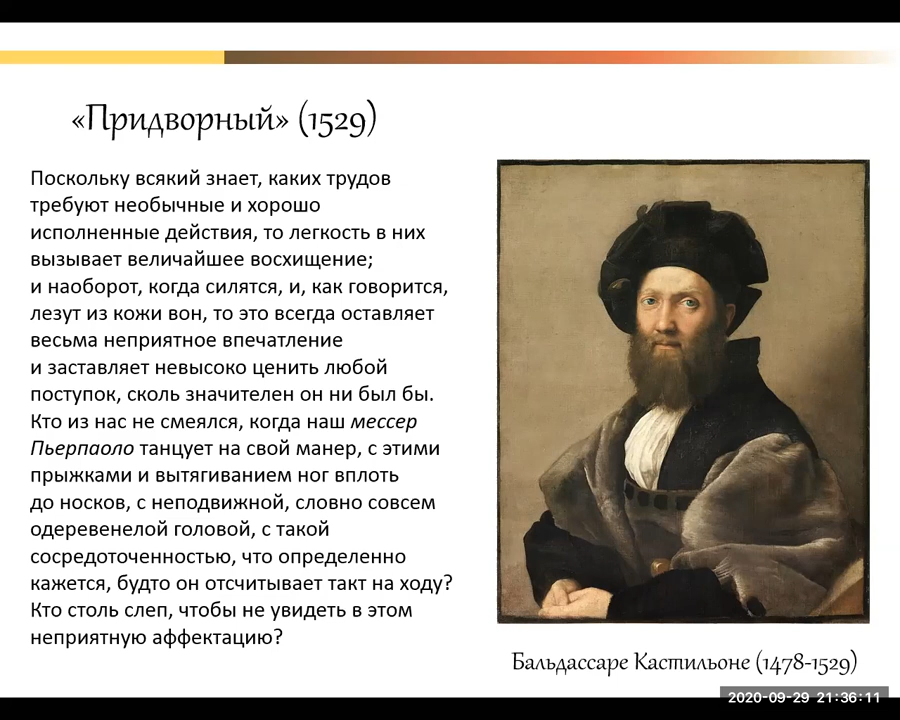 «Придворный» (1529)
Поскольку всякий знает, каких трудов
требуют необычные и хорошо
исполненные действия, то легкость в них
вызывает величайшее восхищение;
и наоборот, когда силятся, и, как говорится,
лезут из кожи вон, то это всегда оставляет
весьма неприятное впечатление
и заставляет невысоко ценить любой
поступок, сколь значителен он ни был бы.
Кто из нас не смеялся, когда наш мессер
Пьерпаоло танцует на свой манер, с этими
прыжками и вытягиванием ног вплоть
до носков, с неподвижной, словно совсем
одеревенелой головой, с такой
сосредоточенностью, что определенно
кажется, будто он отсчитывает такт на ходу?
Кто столь слеп, чтобы не увидеть в этом
неприятную аффектацию?
Бальдассаре Кастильоне (1478-1529)
2020-09-29 21:36:11